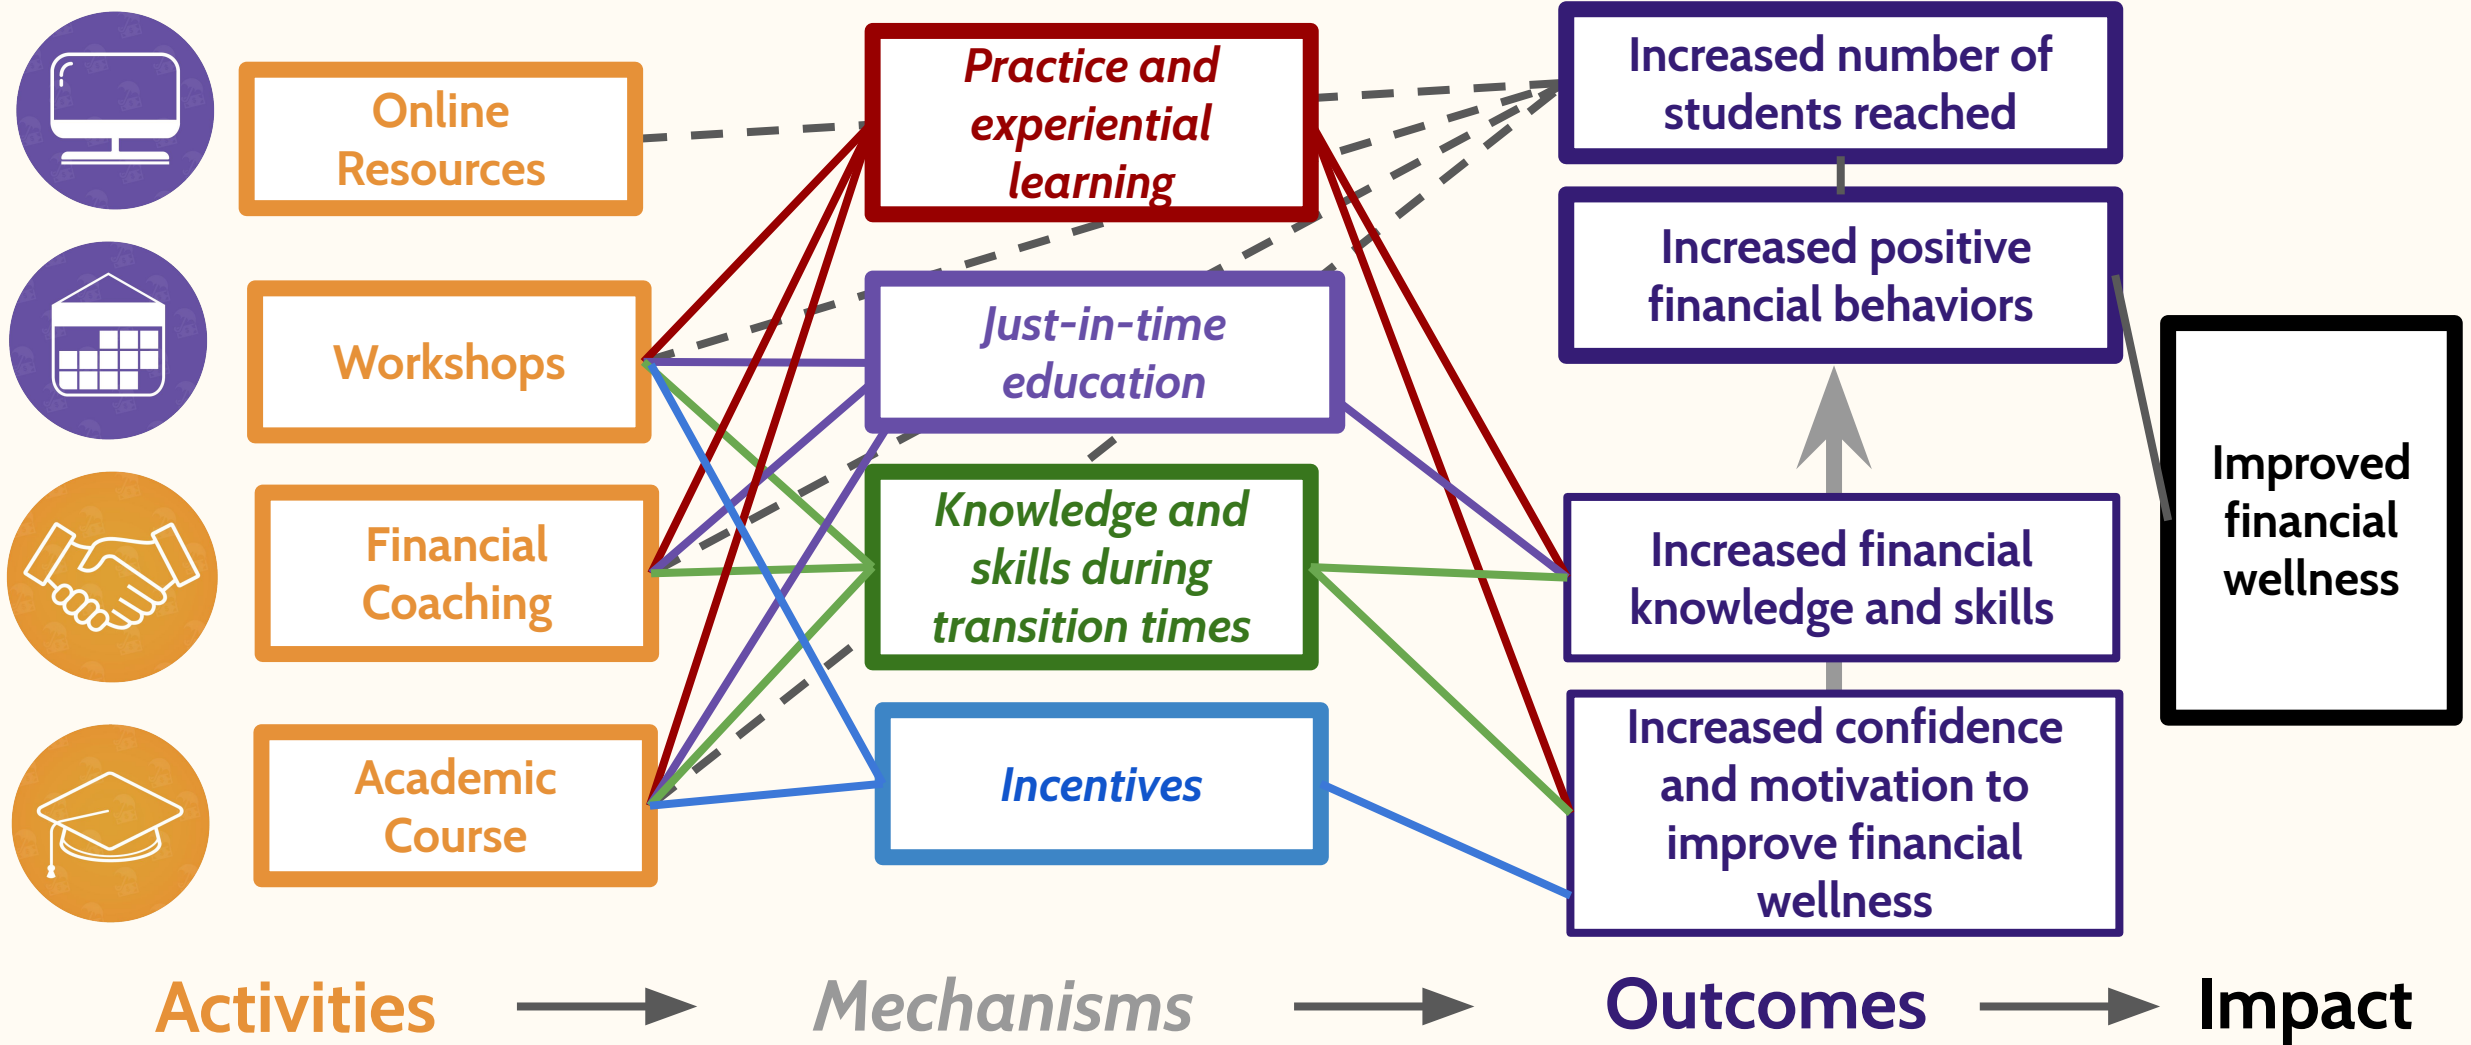 Online
Resources
Workshops
Financial
Coaching
Academic
Course
Practice and
experiential
learning
Just-in-time
education
Knowledge and
skills during
transition times
Incentives
Increased number of
students reached
Increased positive
financial behaviors
Increased financial
knowledge and skills
Increased confidence
and motivation to
improve financial
wellness
Improved
financial
wellness
Activities
Mechanisms
Outcomes
Impact